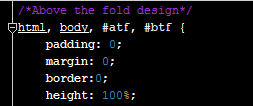 /*Above the fold design*/
html, body, #atf, #btf {
padding: 0;
margin: 0;
border:0;
height: 100%;